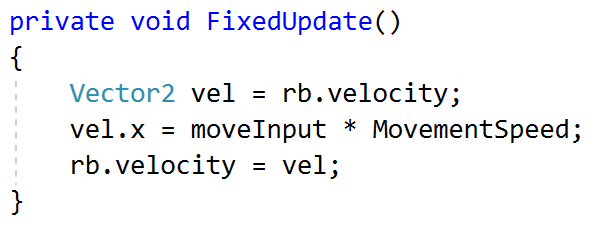 private void FixedUpdate()
{
    Vector2 vel = rb.velocity;
    vel.x = moveInput * MovementSpeed;
    rb.velocity = vel;
}